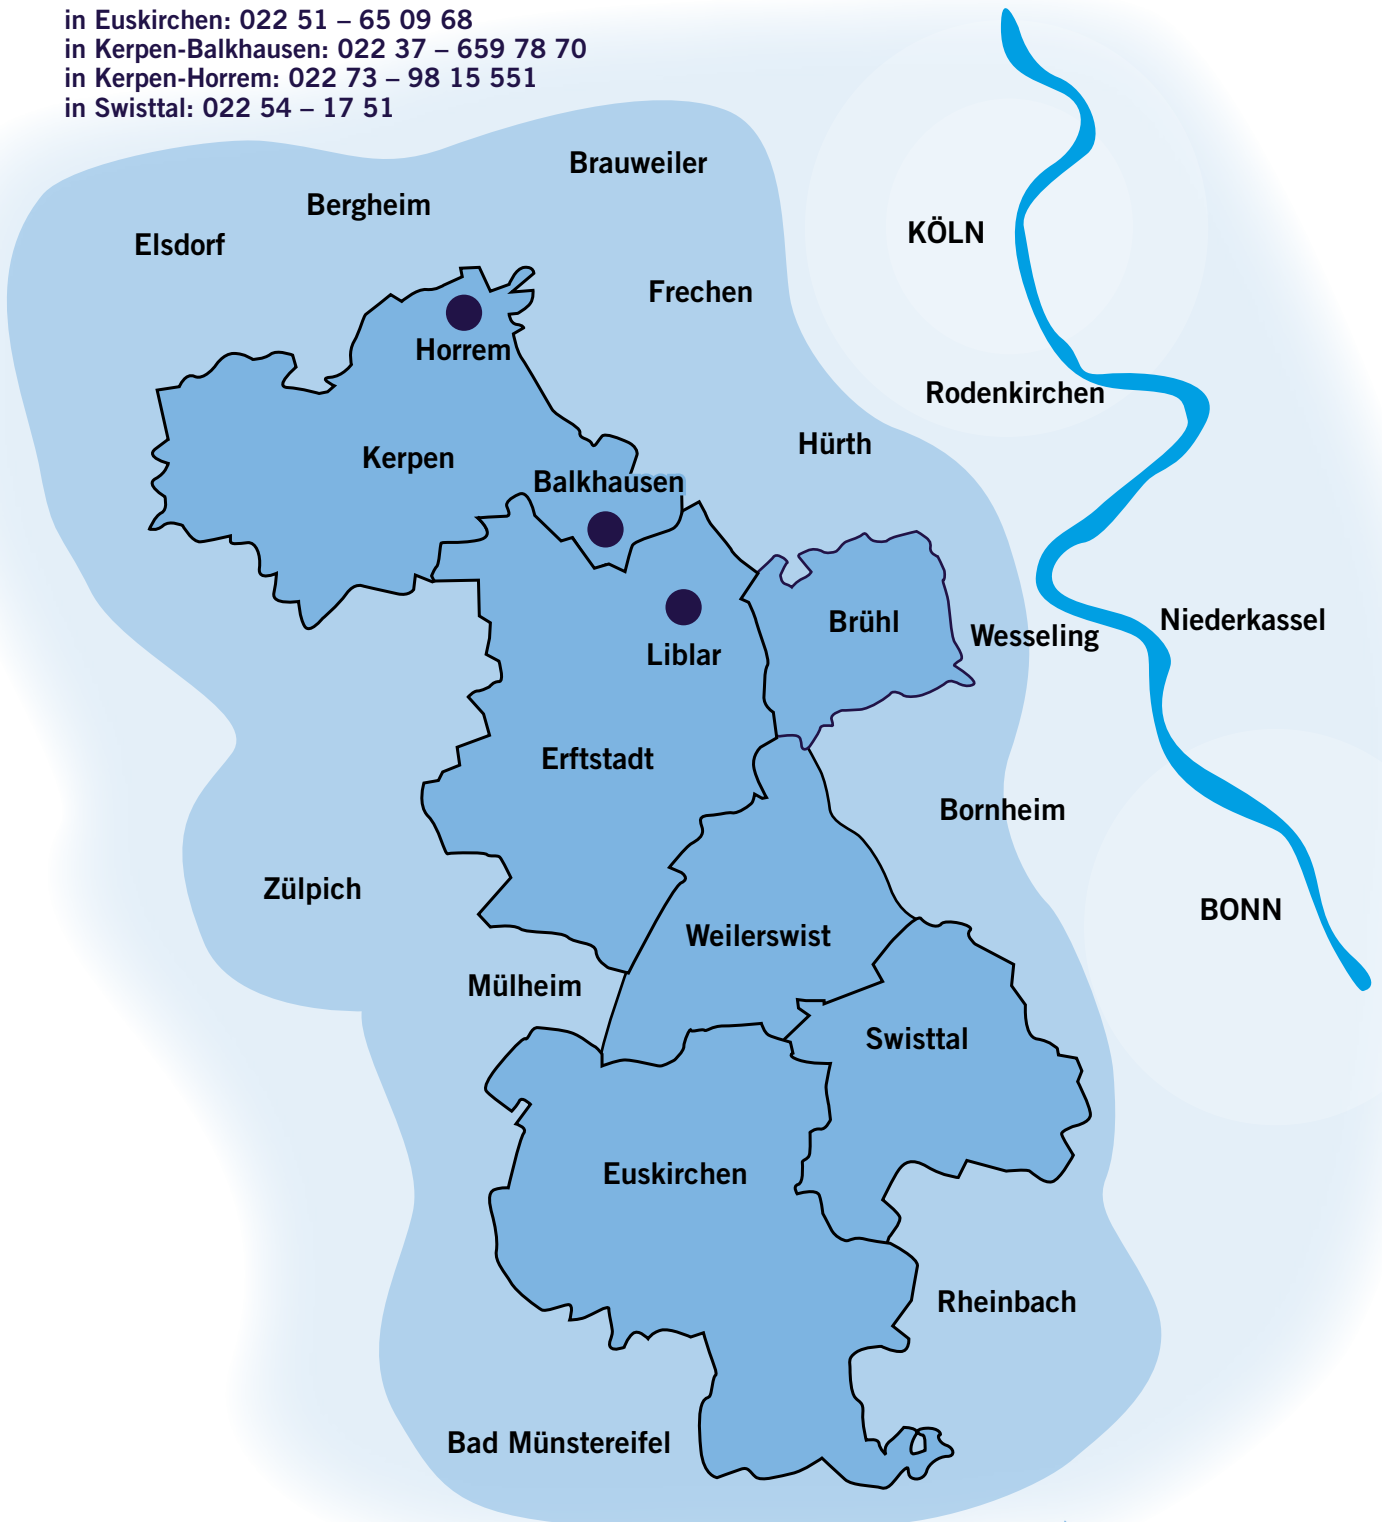 in Euskirchen: 022 51 – 65 09 68
in Kerpen-Balkhausen: 022 37 – 659 78 70
in Kerpen-Horrem: 022 73 – 98 15 551
in Swisttal: 022 54 – 17 51
Brauweiler
Bergheim
KÖLN
Elsdorf
Frechen
Horrem
Rodenkirchen
Hürth
Kerpen
Balkhausen
Niederkassel
Brühl
Wesseling
Liblar
Erftstadt
Bornheim
Zülpich
BONN
Weilerswist
Mülheim
Swisttal
Euskirchen
Rheinbach
Bad Münstereifel